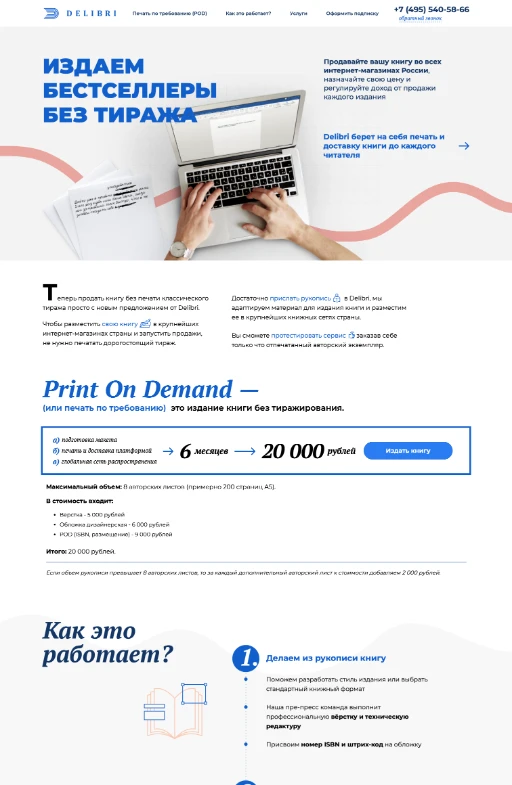 DELIBRI
Печать по требованию (POD)
Как это работает?
Услуги
Оформить подписку
+7 (495) 540-58-66
обратный звонок
ИЗДАЕМ
БЕСТСЕЛЛЕРЫ
БЕЗ ТИРАЖА
Продавайте вашу книгу во всех
интернет-магазинах России,
назначайте свою цену и
регулируйте доход от продажи
каждого издания
Delibri берет на себя печать и
доставку книги до каждого
читателя
Теперь продать книгу без печати классического
тиража просто с новым предложением от Delibri.
Чтобы разместить свою книгу в крупнейших
интернет-магазинах страны и запустить продажи,
не нужно печатать дорогостоящий тираж.
Достаточно прислать рукопись в Delibri, мы
адаптируем материал для издания книги и разместим
ее в крупнейших книжных сетях страны.
Вы сможете протестировать сервис заказав себе
только что отпечатанный авторский экземпляр.
Print On Demand —
(или печать по требованию) это издание книги без тиражирования.
а) подготовка макета
б) печать и доставка платформой
в) глобальная сеть распространения
6 месяцев
20 000 рублей
Издать книгу
Максимальный объем: 8 авторских листов (примерно 200 страниц, А5).
В стоимость входит:
Верстка - 5 000 рублей
Обложка дизайнерская - 6 000 рублей
POD (ISBN, размещение) - 9 000 рублей
Итого: 20 000 рублей.
Если объем рукописи превышает 8 авторских листов, то за каждый дополнительный авторский лист к стоимости добавляем 2 000 рублей.
Как это
работает?
1.
Делаем из рукописи книгу
Поможем разработать стиль издания или выбрать
стандартный книжный формат
Наша пре-пресс команда выполнит
профессиональную вёрстку и техническую
редактуру
Присвоим номер ISBN и штрих-код на обложку